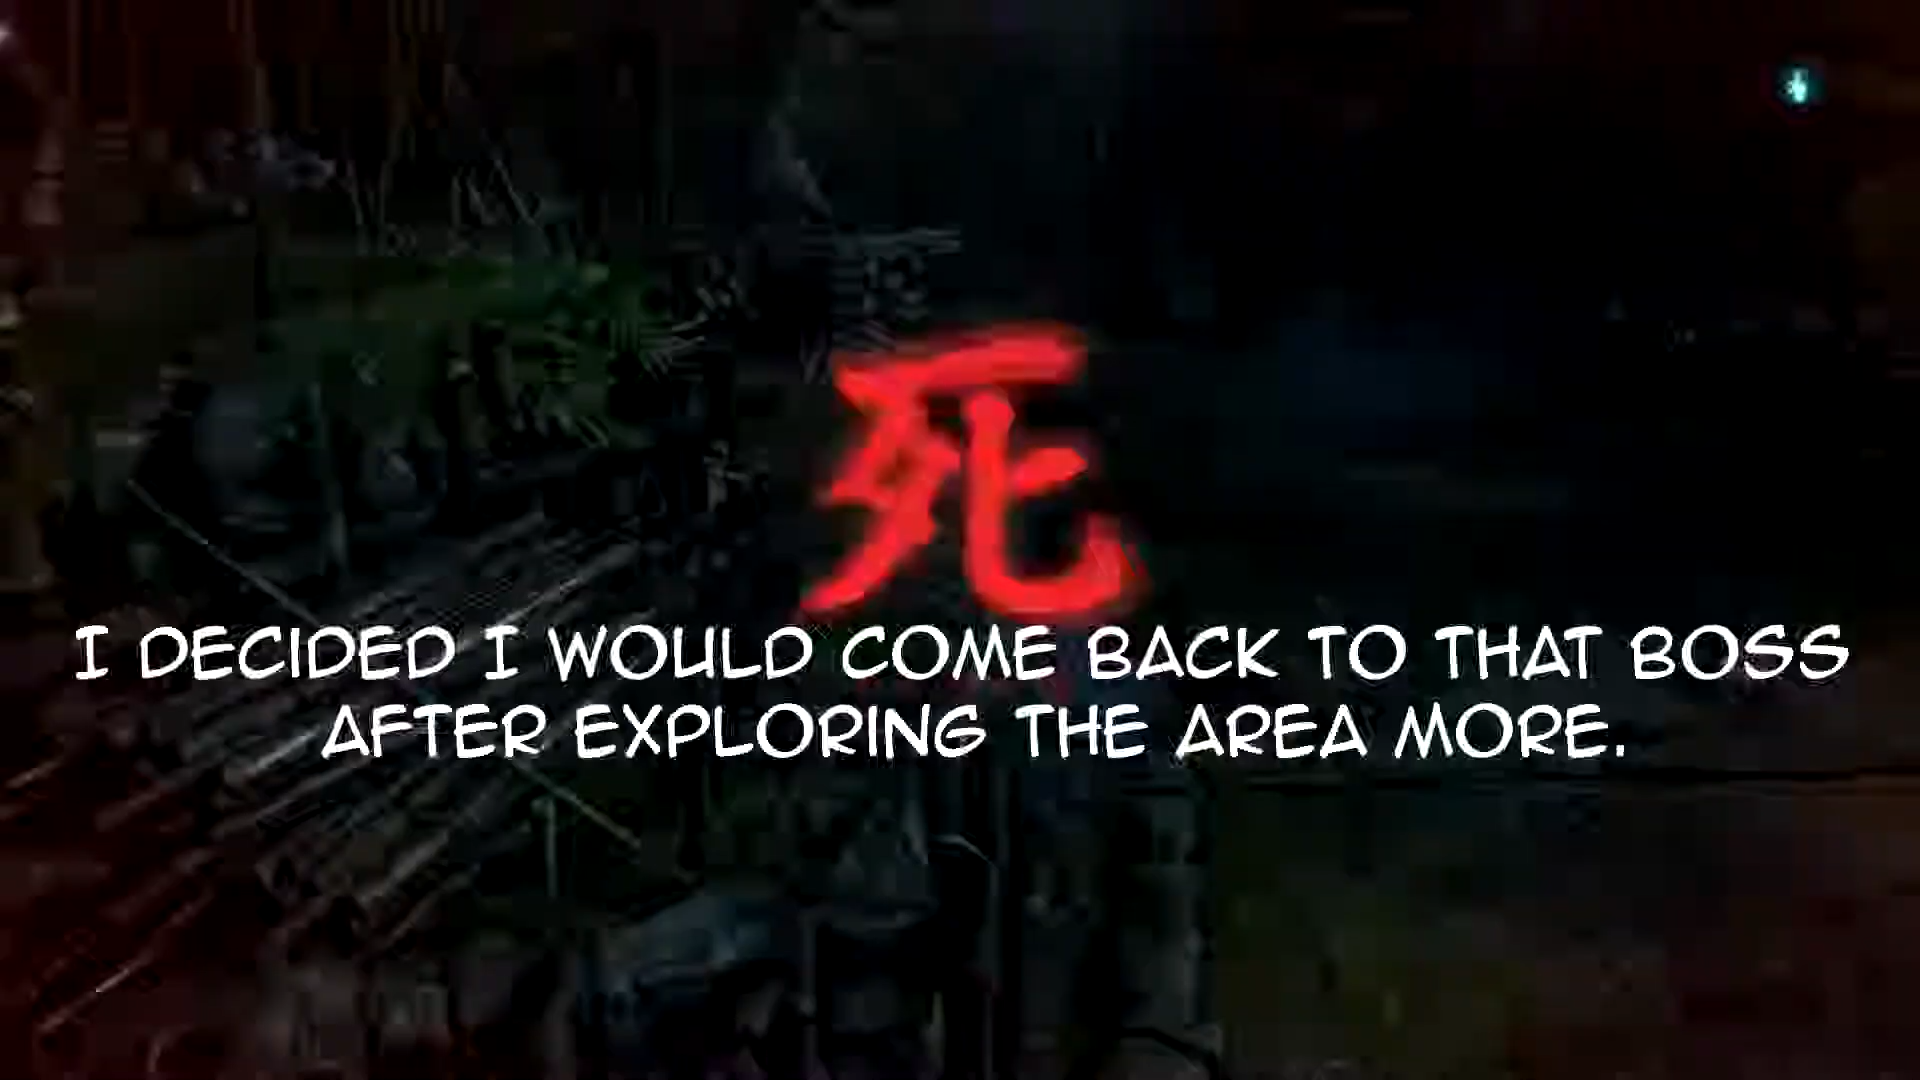 死
I DECIDED I WOULD COME BACK TO THAT BOSS
AFTER EXPLORING THE AREA MORE.